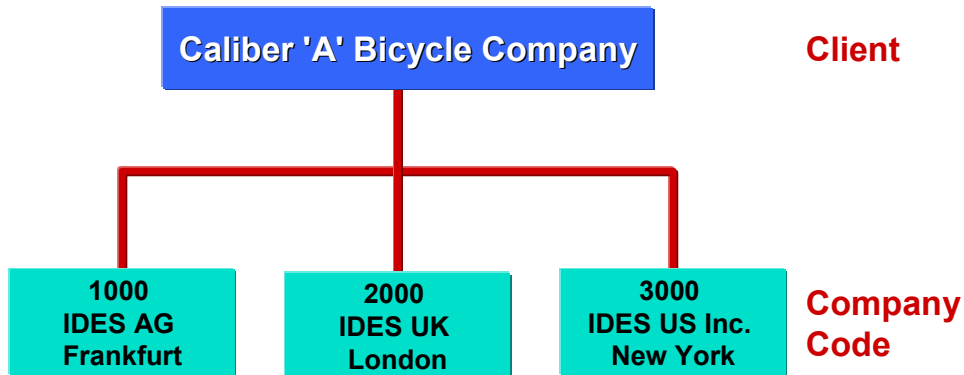 Caliber 'A' Bicycle Company
Client
1000
IDES AG
Frankfurt
2000
IDES UK
London
3000
IDES US Inc.
New York
Company
Code